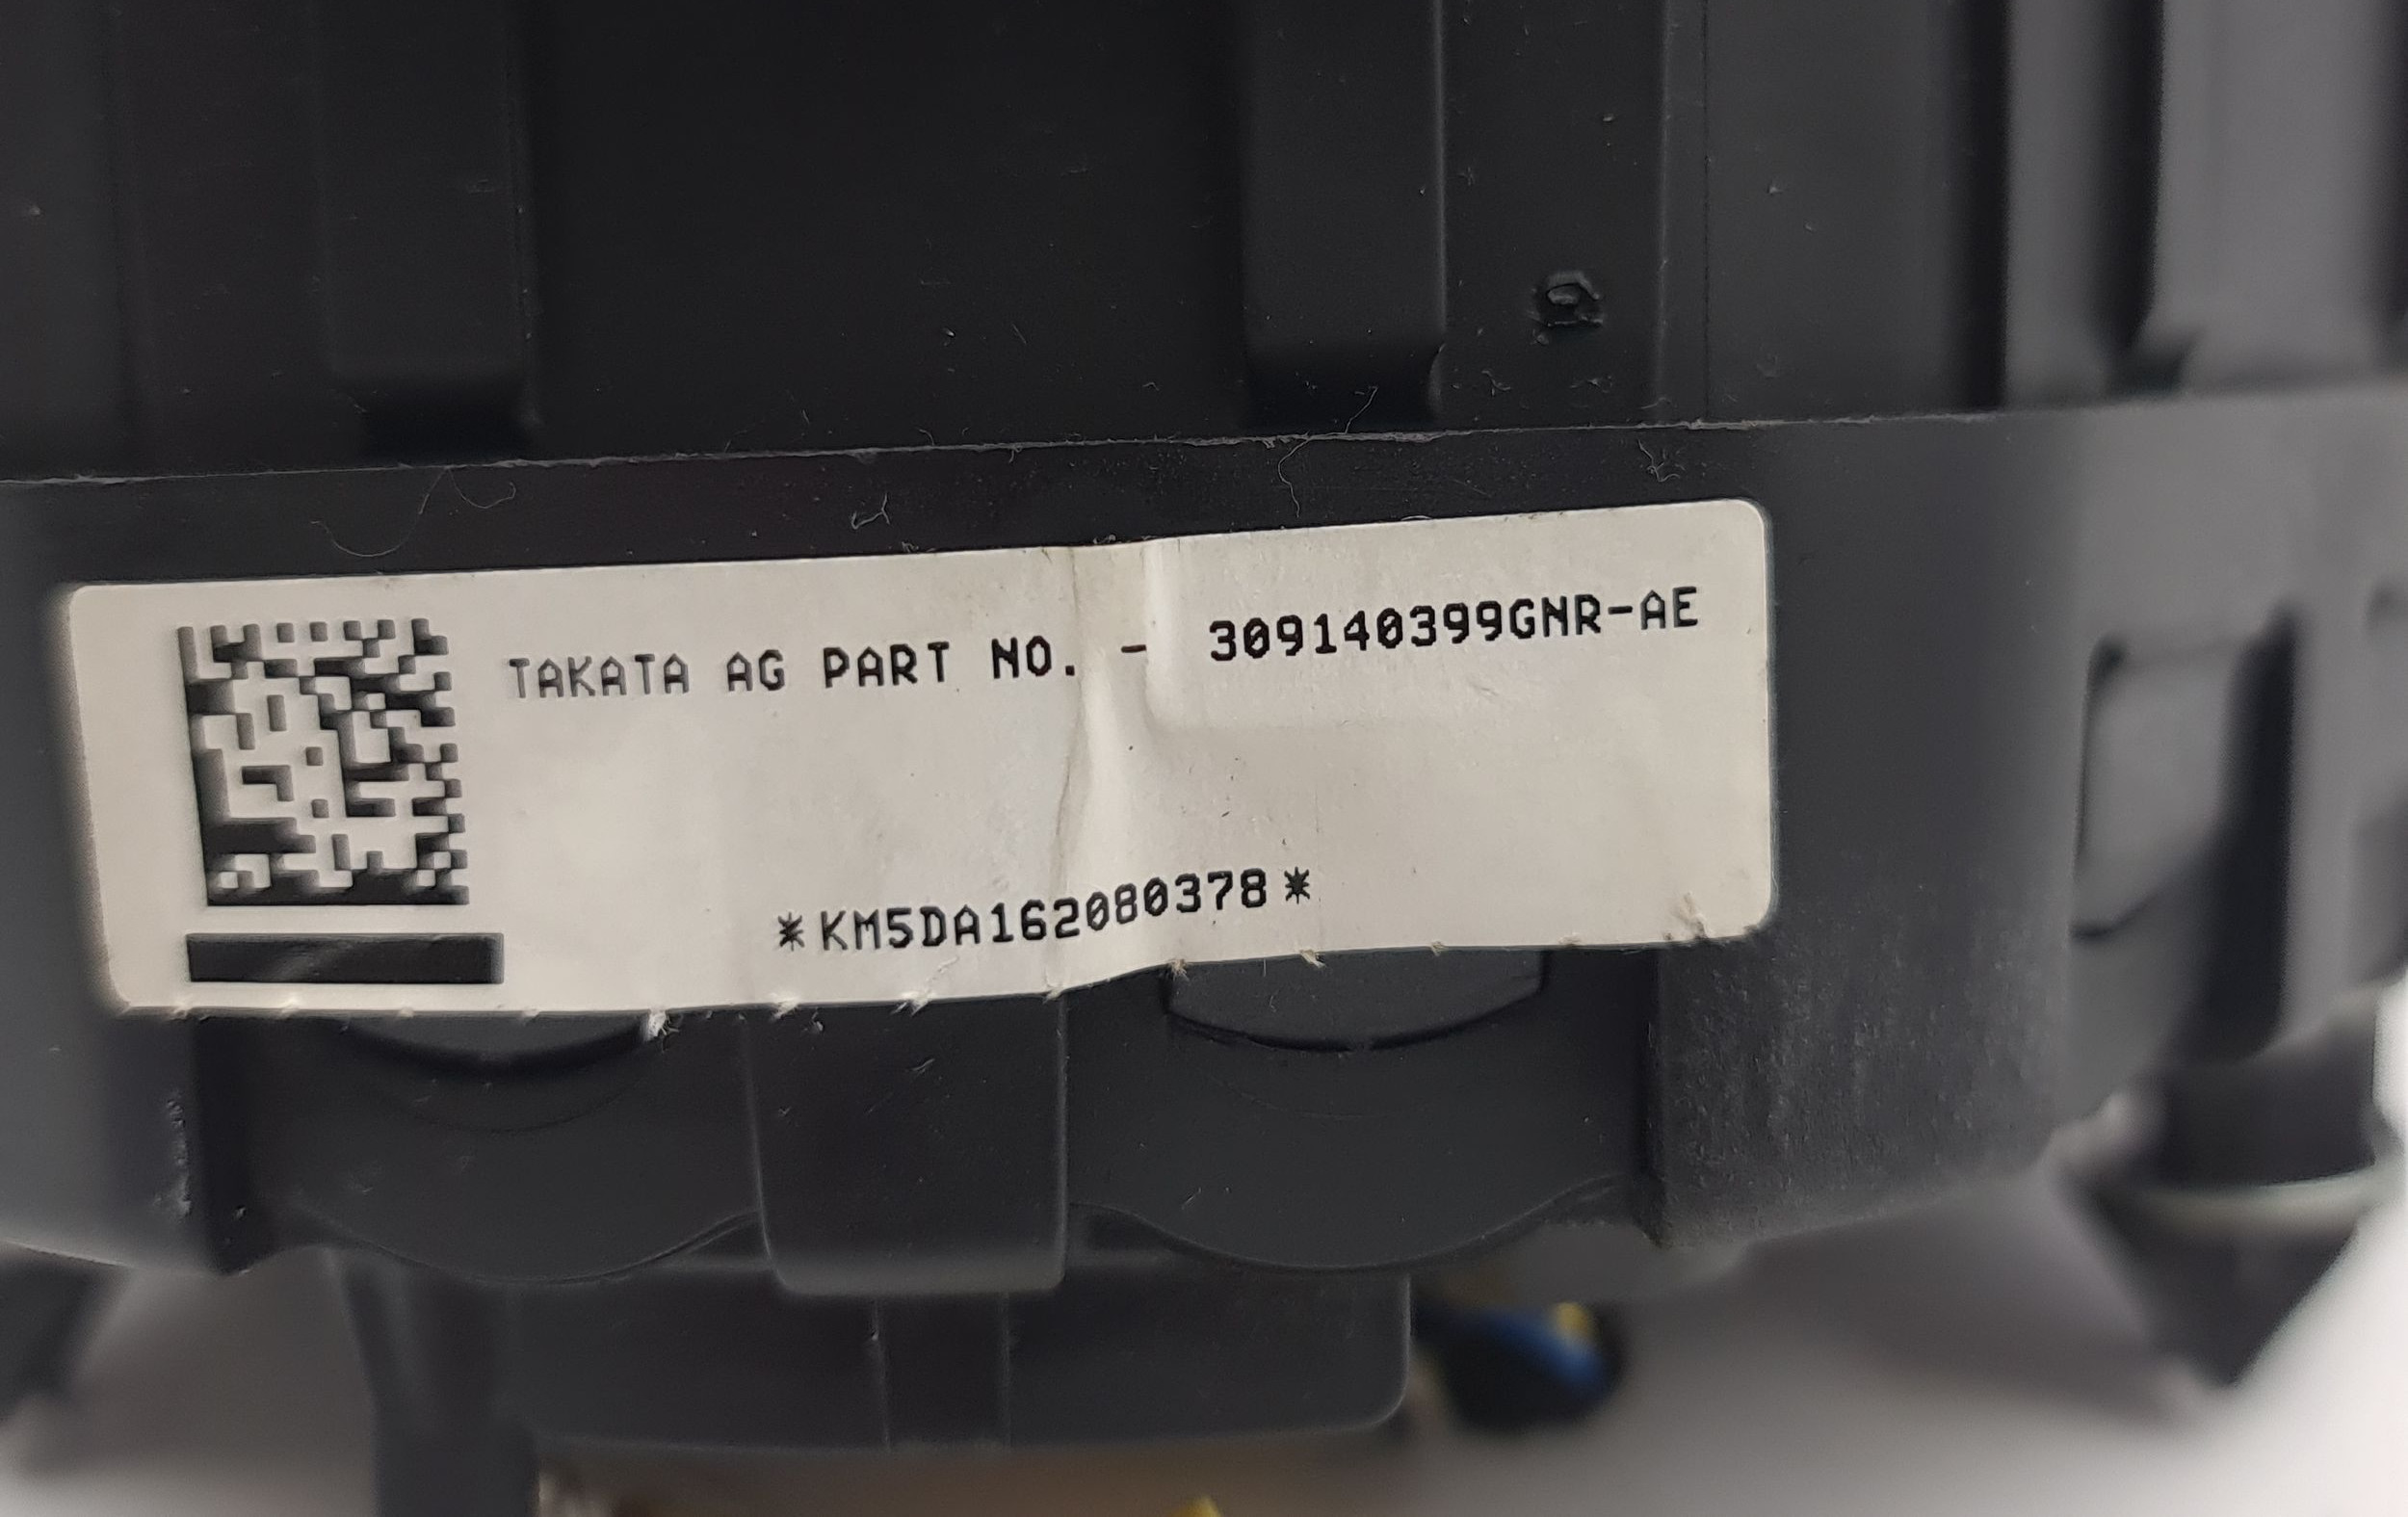 TAKATA AG PART NO. - 309140399GNR-AE
*KM5DA162080378*